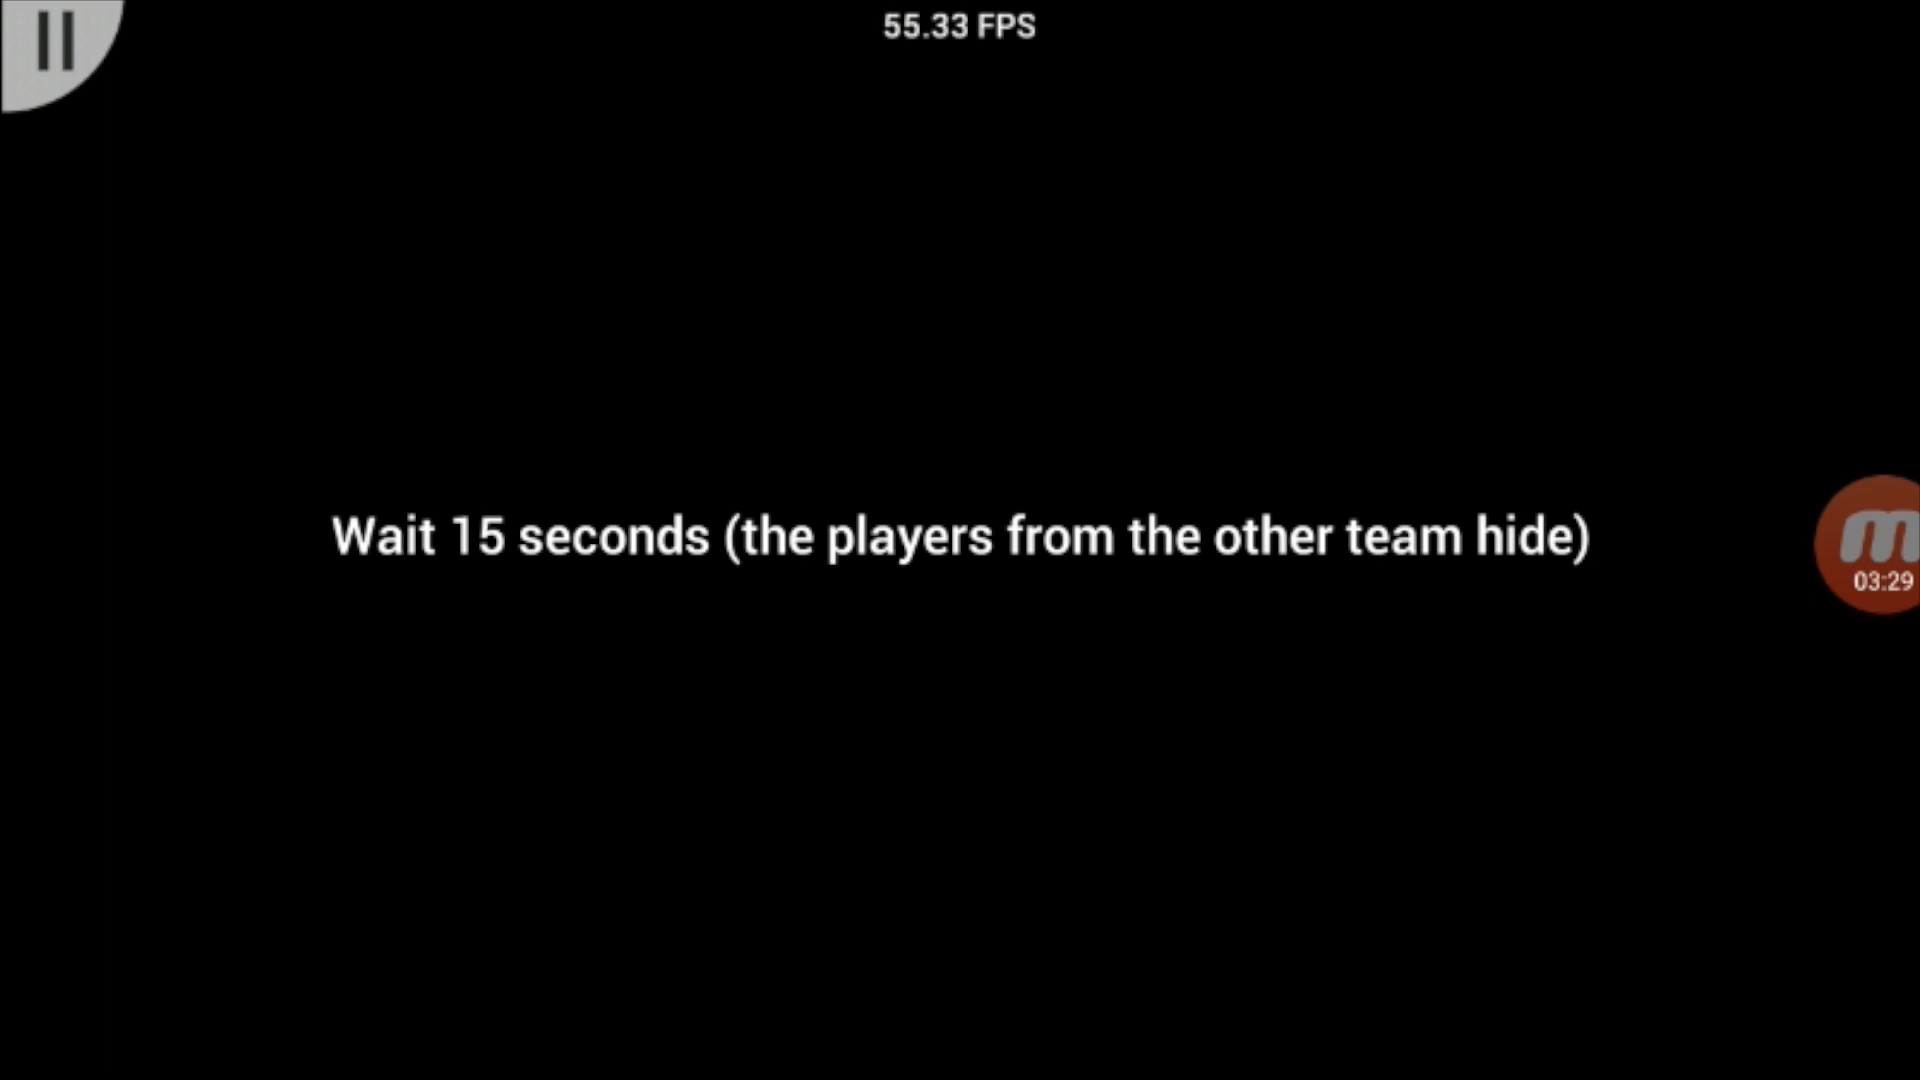 55.33 FPS
Wait 15 seconds (the players from the other team hide)
m
03:29